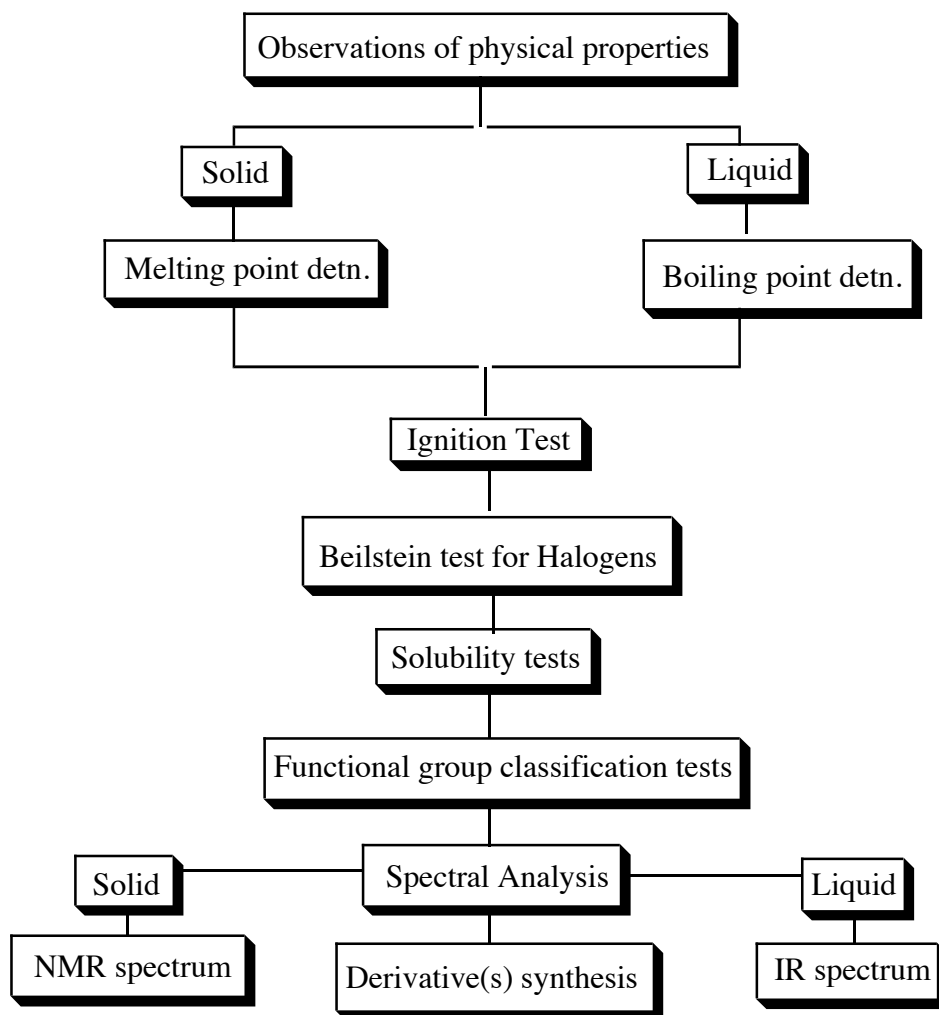 Observations of physical properties
Solid
Liquid
Melting point detn.
Boiling point detn.
Ignition Test
Beilstein test for Halogens
Solubility tests
Functional group classification tests
Solid
Spectral Analysis
Liquid
NMR spectrum
Derivative(s) synthesis
IR spectrum